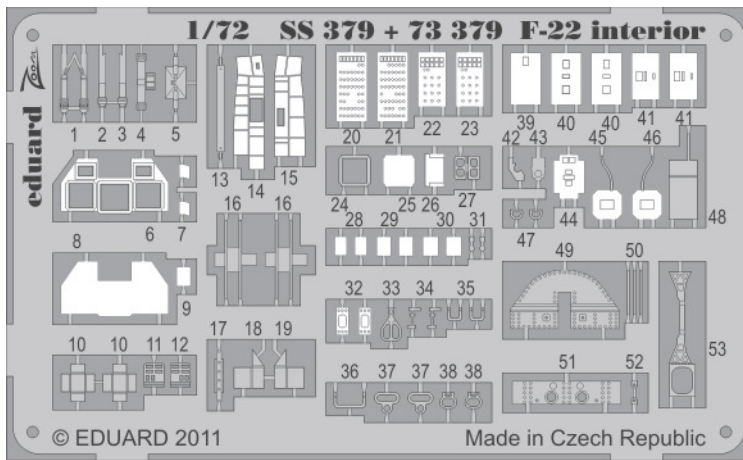 1/72 SS 379 + 73 379 F-22 interior
eduard Zoom
1 2 3 4 5
13 14 15
20 21 22 23
39 40 40 41 41
6 7
24 25 26 27
42 43 45 46
44 47 48
8 9
16 16
28 29 30 31
49 50
32 33 34 35
10 10 11 12
17 18 19
36 37 37 38 38
51 52 53
© EDUARD 2011
Made in Czech Republic